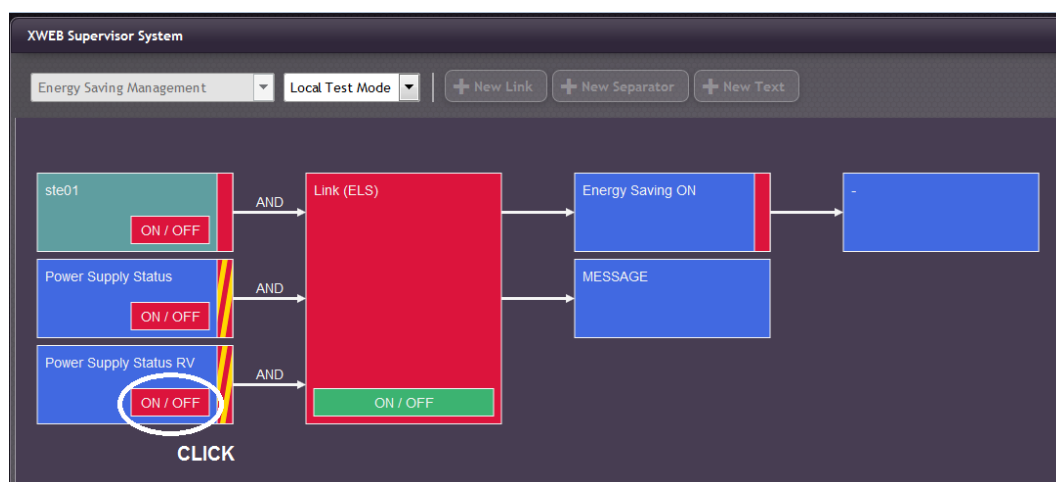 XWEB Supervisor System
Energy Saving Management
Local Test Mode
New Link
New Separator
New Text
ste01
ON / OFF
AND
Link (ELS)
Energy Saving ON
-
Power Supply Status
ON / OFF
AND
MESSAGE
Power Supply Status RV
ON / OFF
AND
ON / OFF
CLICK